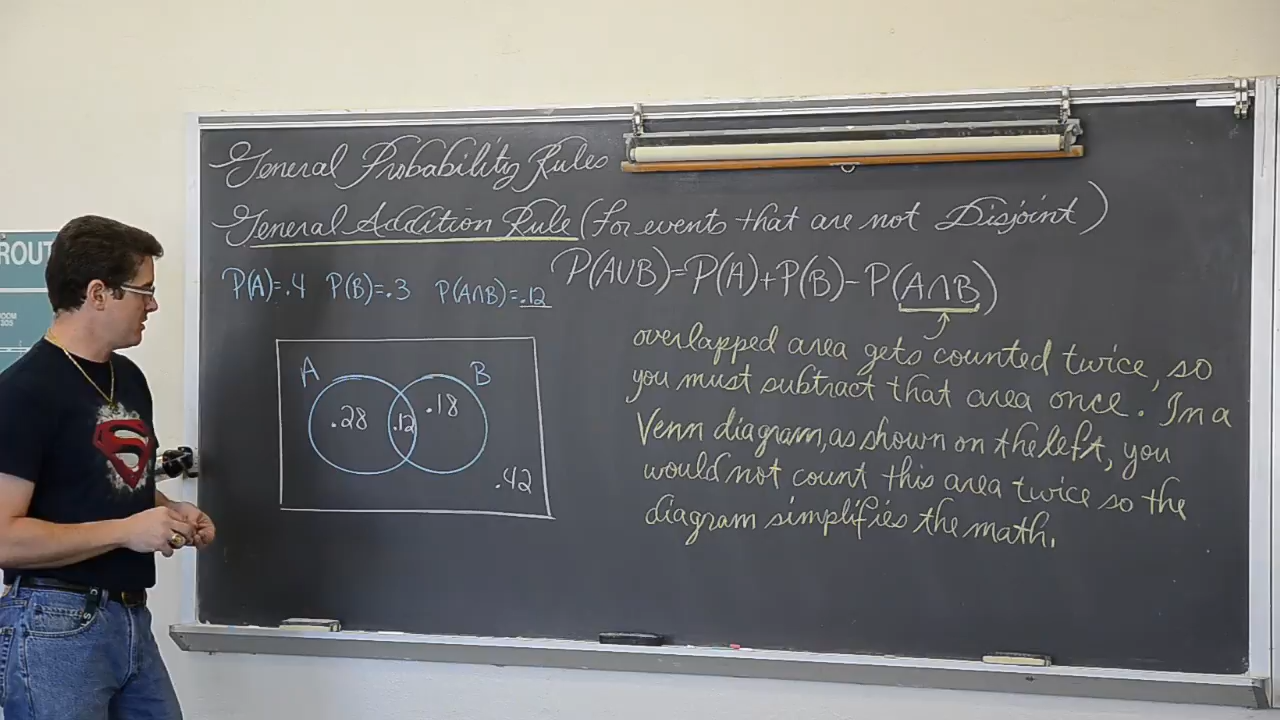 General Probability Rules
General Addition Rule (for events that are not Disjoint)
P(A)=.4 P(B)=.3 P(A∩B)=.12
P(A∪B)=P(A)+P(B)-P(A∩B)
A B
.28 .12 .18
.42
overlapped area gets counted twice, so
you must subtract that area once. In a
Venn diagram, as shown on the left, you
would not count this area twice so the
diagram simplifies the math.
ROUT
305
S